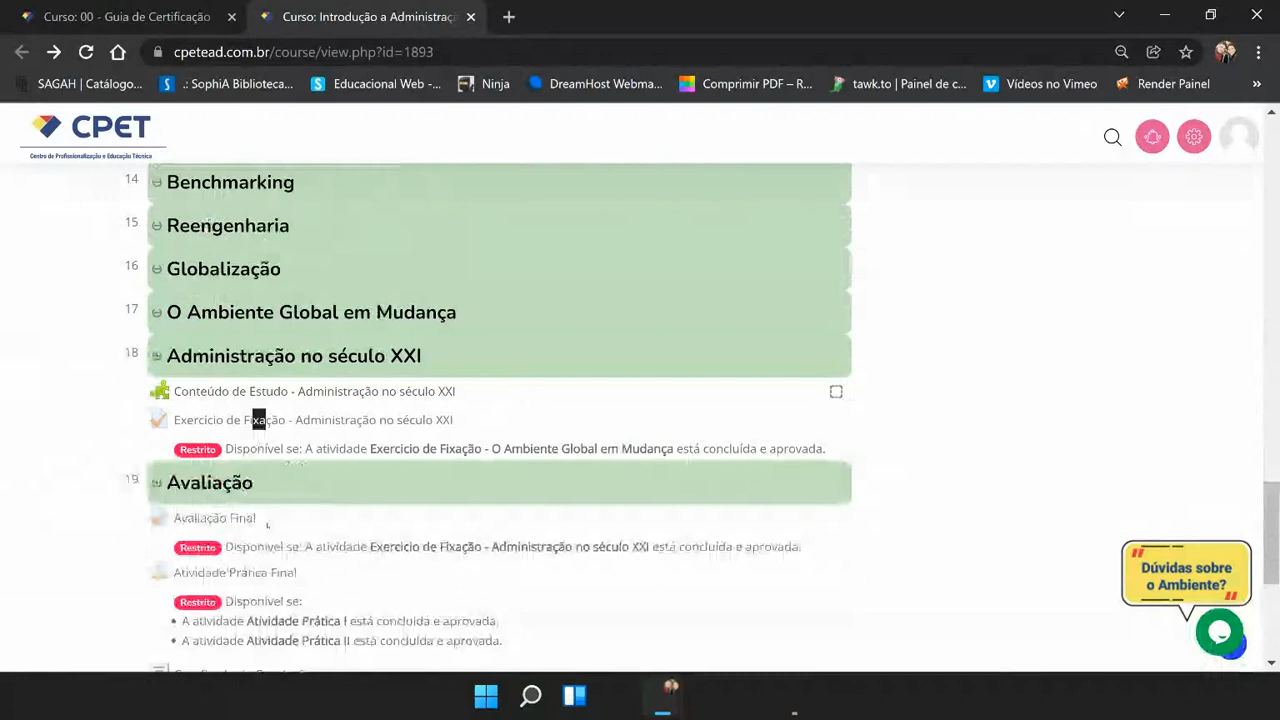 Curso: 00 - Guia de Certificação
Curso: Introdução a Administraç
cpetead.com.br/course/view.php?id=1893
SAGAH | Catálogo...
.: SophiA Biblioteca...
Educacional Web -...
Ninja
DreamHost Webma...
Comprimir PDF – R...
tawk.to | Painel de c...
Vídeos no Vimeo
Render Panel
CPET
Centro de Profissionalização e Educação Técnica
14 Benchmarking
15 Reengenharia
16 Globalização
17 O Ambiente Global em Mudança
18 Administração no século XXI
Conteúdo de Estudo - Administração no século XXI
Exercicio de Fixação - Administração no século XXI
Restrito Disponível se: A atividade Exercicio de Fixação - O Ambiente Global em Mudança está concluída e aprovada.
19 Avaliação
Avaliação Final
Restrito Disponível se: A atividade Exercicio de Fixação - Administração no século XXI está concluída e aprovada.
Atividade Pratica Final
Restrito Disponível se:
• A atividade Atividade Prática I está concluída e aprovada.
• A atividade Atividade Prática II está concluída e aprovada.
Dúvidas sobre
o Ambiente?